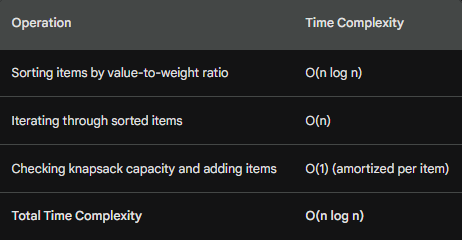 Operation Time Complexity
Sorting items by value-to-weight ratio O(n log n)
Iterating through sorted items O(n)
Checking knapsack capacity and adding items O(1) (amortized per item)
Total Time Complexity O(n log n)